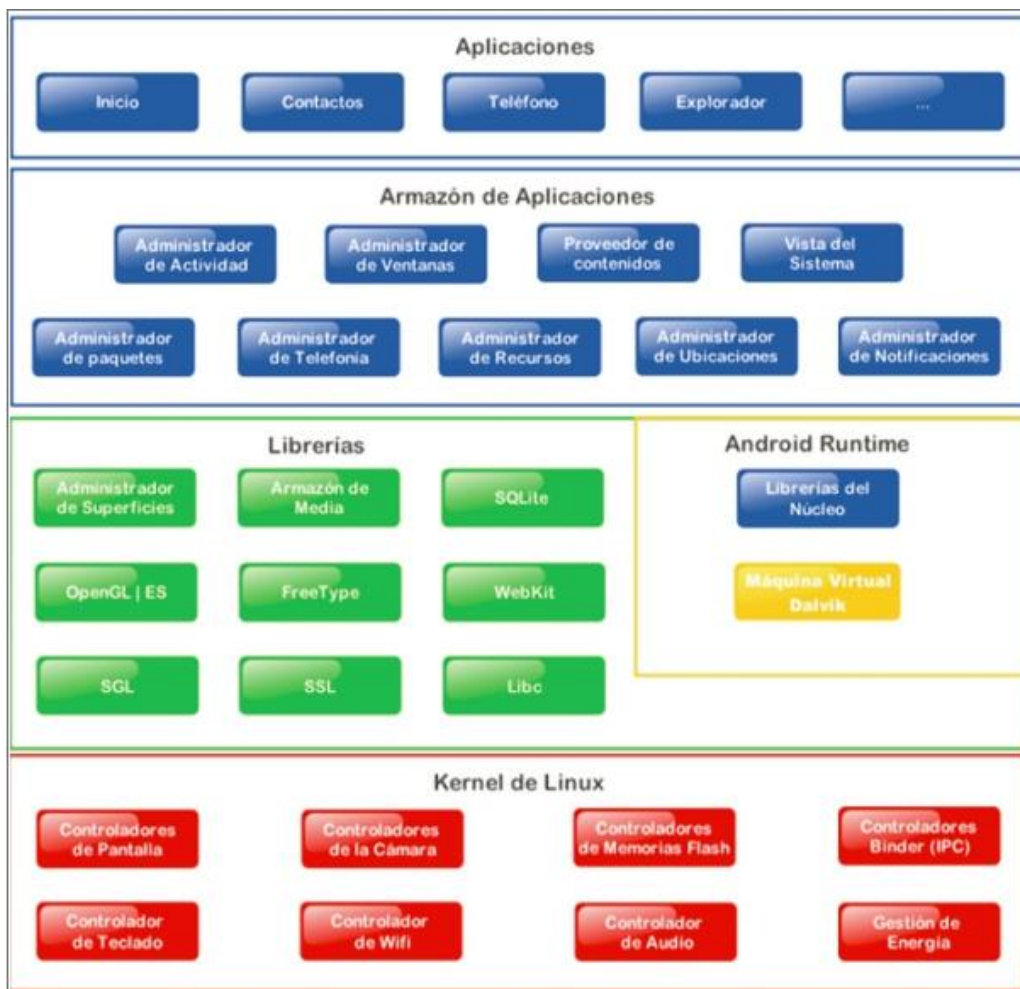 Aplicaciones
Inicio
Contactos
Teléfono
Explorador
...
Armazón de Aplicaciones
Administrador
de Actividad
Administrador
de Ventanas
Proveedor de
contenidos
Vista del
Sistema
Administrador
de paquetes
Administrador
de Telefonía
Administrador
de Recursos
Administrador
de Ubicaciones
Administrador
de Notificaciones
Librerías
Administrador
de Superficies
Armazón de
Media
SQLite
OpenGL | ES
FreeType
WebKit
SGL
SSL
Libc
Android Runtime
Librerías del
Núcleo
Máquina Virtual
Dalvik
Kernel de Linux
Controladores
de Pantalla
Controladores
de la Cámara
Controladores
de Memorias Flash
Controladores
Binder (IPC)
Controlador
de Teclado
Controlador
de Wifi
Controlador
de Audio
Gestión de
Energía